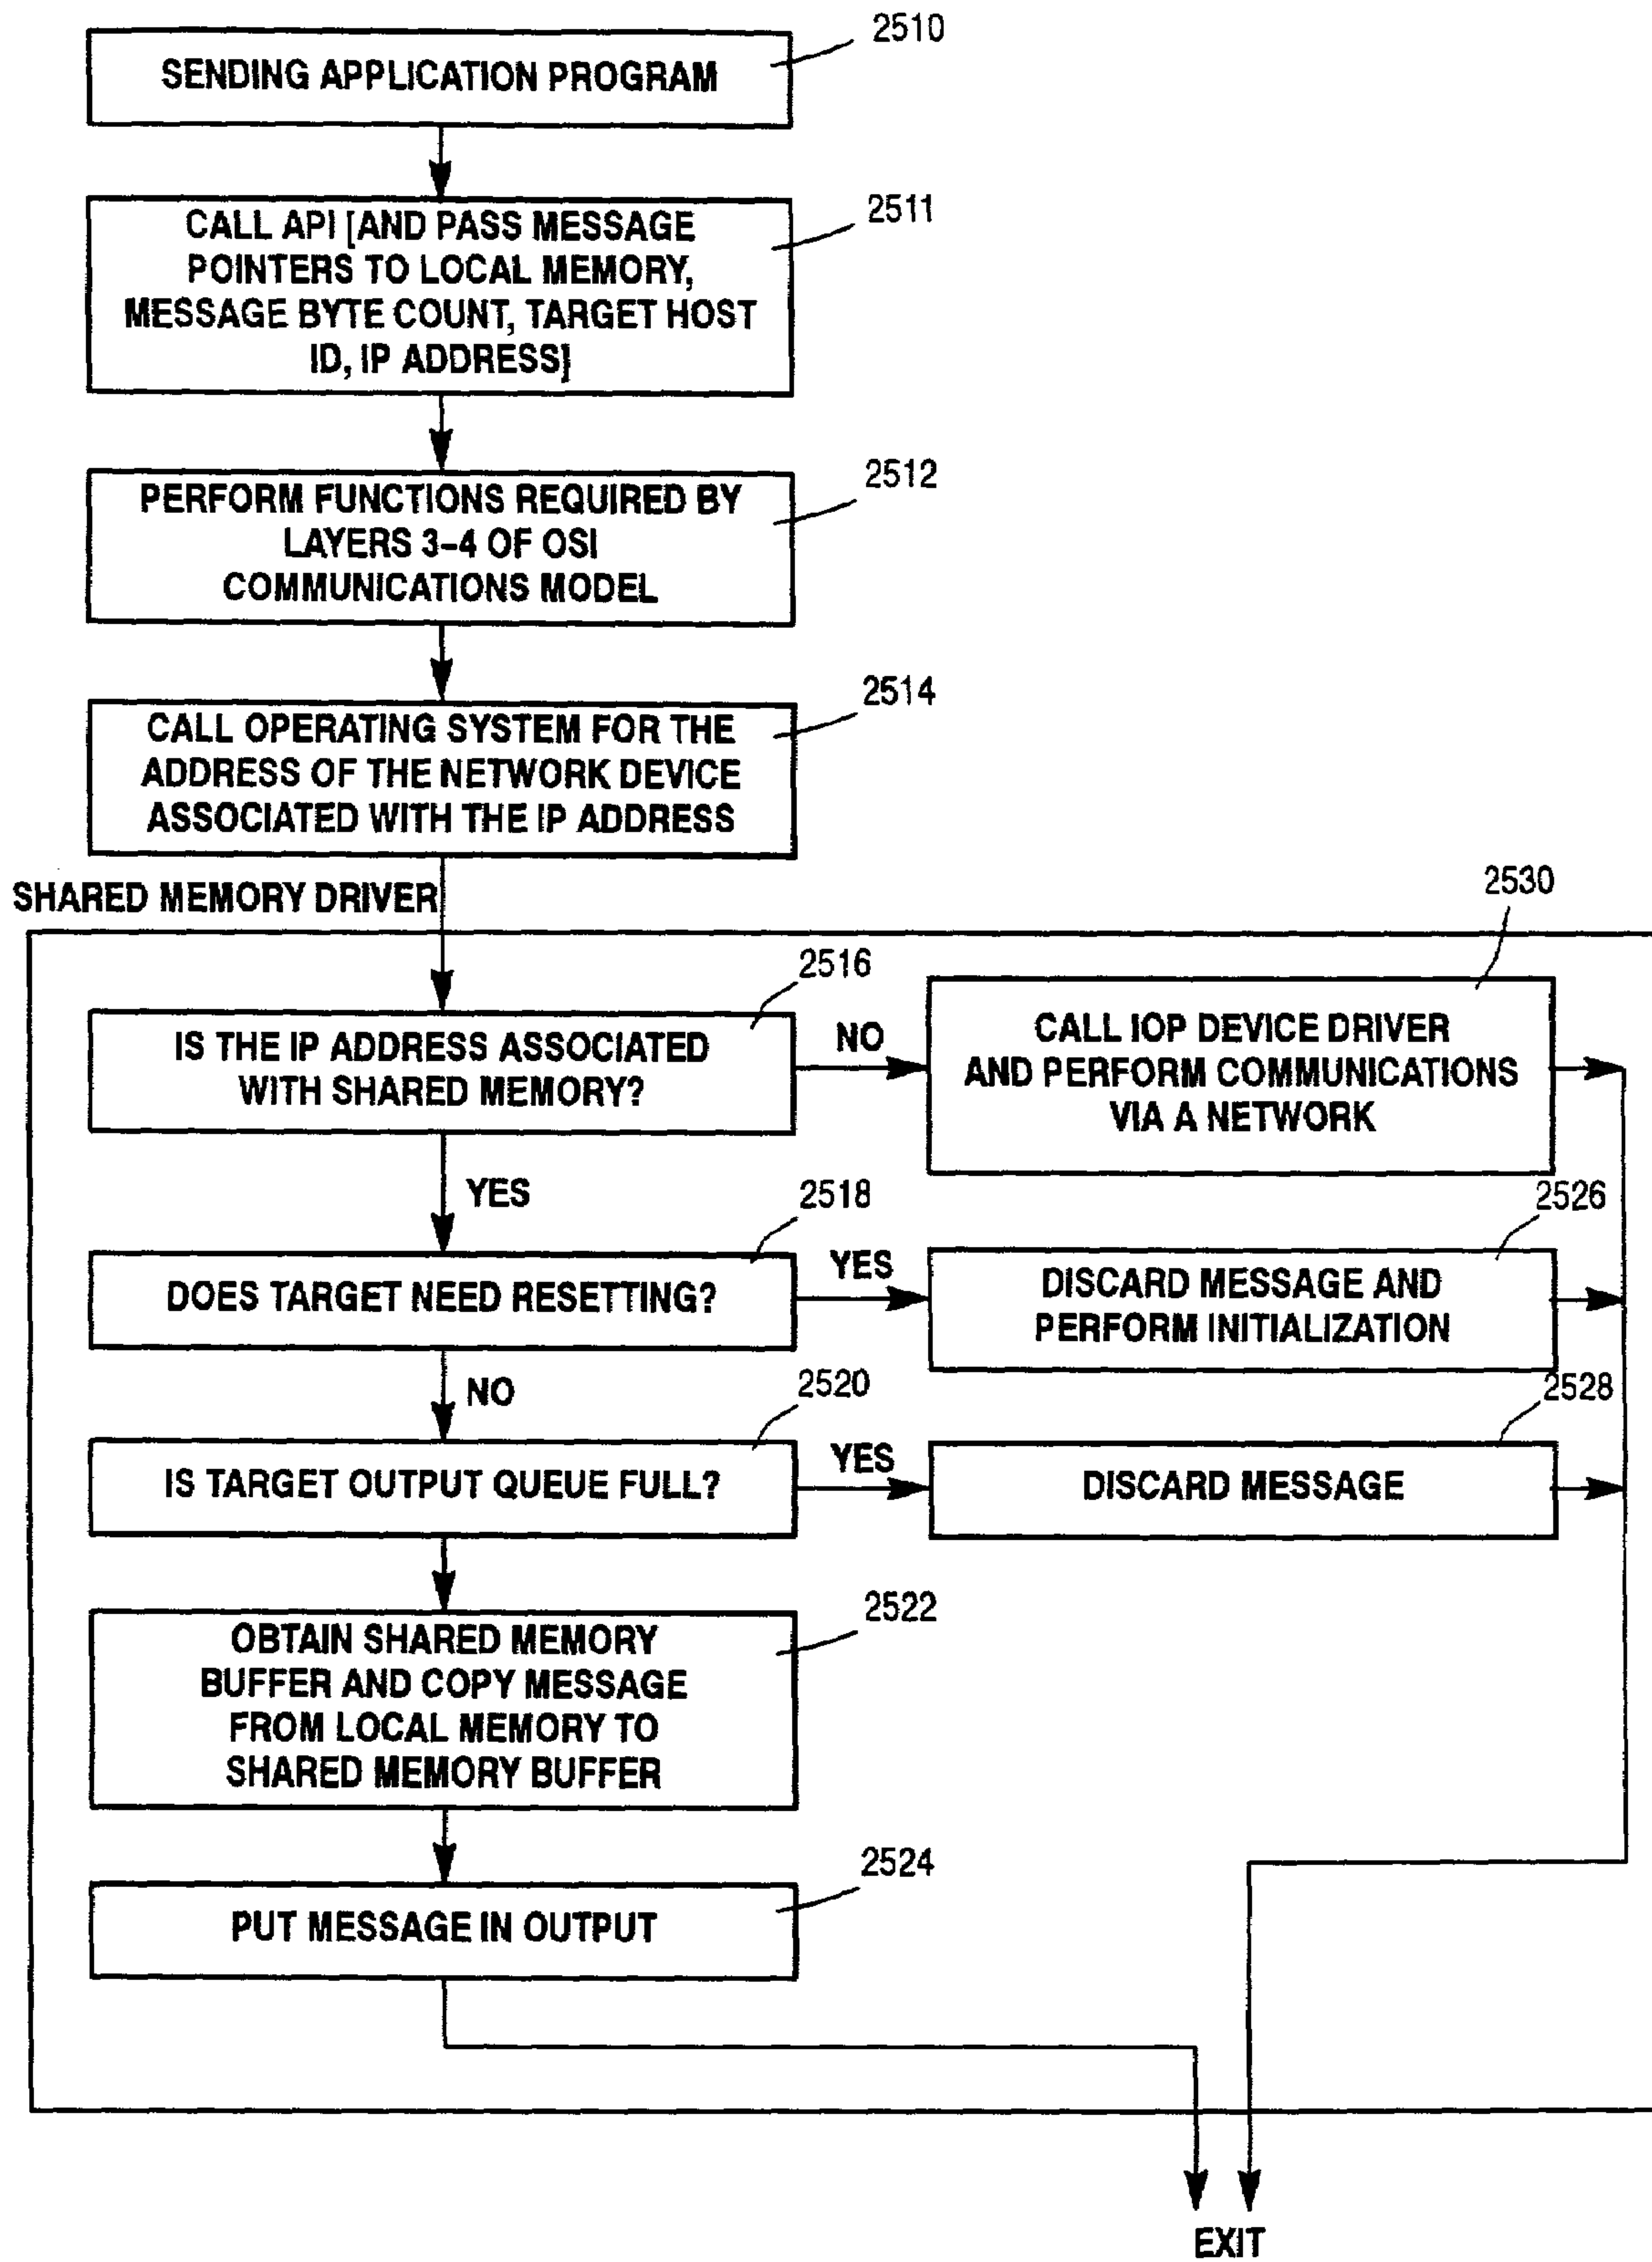 2510
SENDING APPLICATION PROGRAM
2511
CALL API [AND PASS MESSAGE
POINTERS TO LOCAL MEMORY,
MESSAGE BYTE COUNT, TARGET HOST
ID, IP ADDRESS]
2512
PERFORM FUNCTIONS REQUIRED BY
LAYERS 3-4 OF OSI
COMMUNICATIONS MODEL
2514
CALL OPERATING SYSTEM FOR THE
ADDRESS OF THE NETWORK DEVICE
ASSOCIATED WITH THE IP ADDRESS
SHARED MEMORY DRIVER
2516
IS THE IP ADDRESS ASSOCIATED
WITH SHARED MEMORY?
NO
2530
CALL IOP DEVICE DRIVER
AND PERFORM COMMUNICATIONS
VIA A NETWORK
YES
2518
DOES TARGET NEED RESETTING?
YES
2526
DISCARD MESSAGE AND
PERFORM INITIALIZATION
NO
2520
IS TARGET OUTPUT QUEUE FULL?
YES
2528
DISCARD MESSAGE
2522
OBTAIN SHARED MEMORY
BUFFER AND COPY MESSAGE
FROM LOCAL MEMORY TO
SHARED MEMORY BUFFER
2524
PUT MESSAGE IN OUTPUT
EXIT